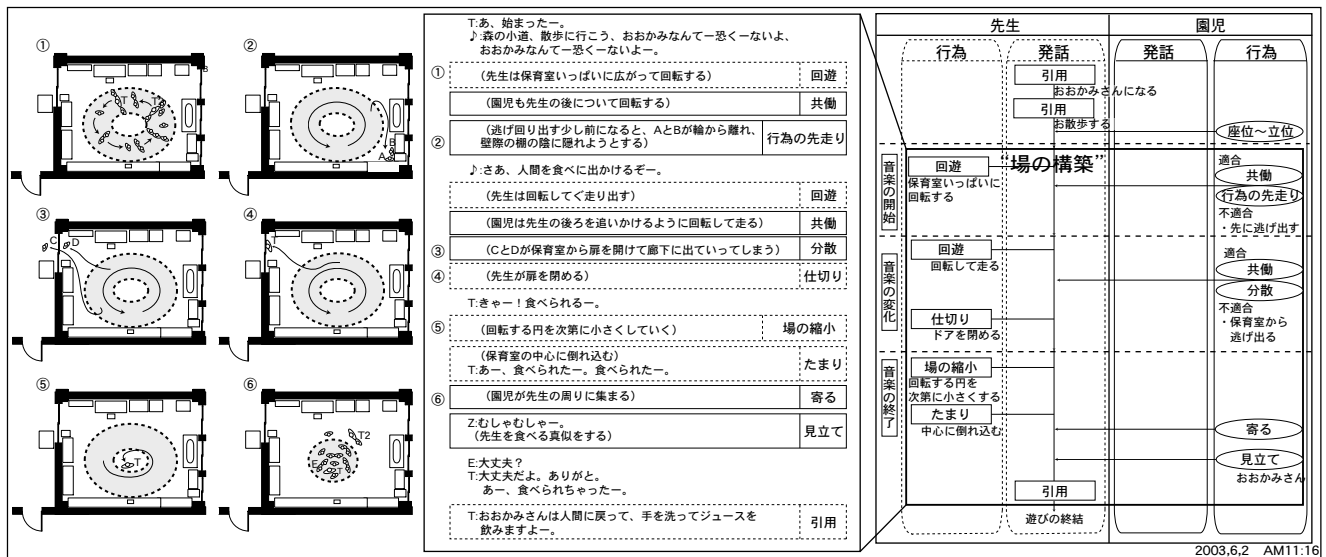 ①
②
③
④
⑤
⑥
T
B
A
B
C
D
T
T
E
T
T2
T:あ、始まったー。
♪:森の小道、散歩に行こう、おおかみなんてー恐くーないよ、
おおかみなんてー恐くーないよー。
①
(先生は保育室いっぱいに広がって回転する)
回遊
(園児も先生の後について回転する)
共働
②
(逃げ回り出す少し前になると、AとBが輪から離れ、
壁際の棚の陰に隠れようとする)
行為の先走り
♪:さあ、人間を食べに出かけるぞー。
(先生は回転してぐ走り出す)
回遊
(園児は先生の後ろを追いかけるように回転して走る)
共働
③
(CとDが保育室から扉を開けて廊下に出ていってしまう)
分散
④
(先生が扉を閉める)
仕切り
T:きゃー!食べられるー。
⑤
(回転する円を次第に小さくしていく)
場の縮小
(保育室の中心に倒れ込む)
T:あー、食べられたー。食べられたー。
たまり
⑥
(園児が先生の周りに集まる)
寄る
Z:むしゃむしゃー。
(先生を食べる真似をする)
見立て
E:大丈夫?
T:大丈夫だよ。ありがと。
あー、食べられちゃったー。
T:おおかみさんは人間に戻って、手を洗ってジュースを
飲みますよー。
引用
先生
園児
行為
発話
発話
行為
引用
おおかみさんになる
引用
お散歩する
座位~立位
音楽の開始
回遊
保育室いっぱいに
回転する
"場の構築"
適合
共働
行為の先走り
不適合
・先に逃げ出す
音楽の変化
回遊
回転して走る
適合
共働
分散
不適合
・保育室から
逃げ出る
仕切り
ドアを閉める
音楽の終了
場の縮小
回転する円を
次第に小さくする
たまり
中心に倒れ込む
寄る
見立て
おおかみさん
引用
遊びの終結
2003,6,2 AM11:16